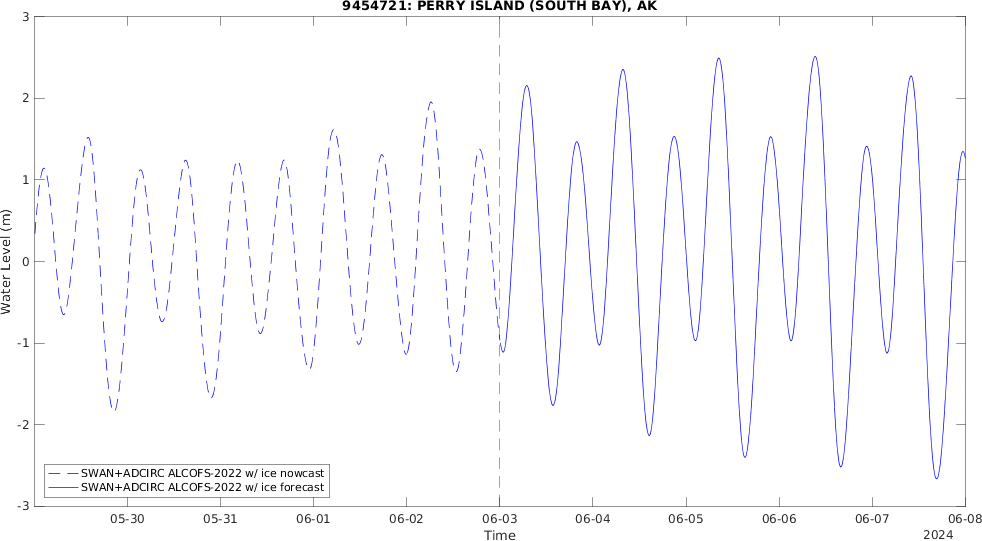 9454721: PERRY ISLAND (SOUTH BAY), AK
3
2
1
0
-1
-2
-3
Water Level (m)
SWAN+ADCIRC ALCOFS-2022 w/ ice nowcast
SWAN+ADCIRC ALCOFS-2022 w/ ice forecast
05-30 05-31 06-01 06-02 06-03 06-04 06-05 06-06 06-07 06-08
Time
2024